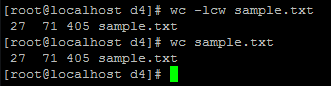 [root@localhost d4]# wc -lcw sample.txt
 27  71 405 sample.txt
[root@localhost d4]# wc sample.txt
 27  71 405 sample.txt
[root@localhost d4]#